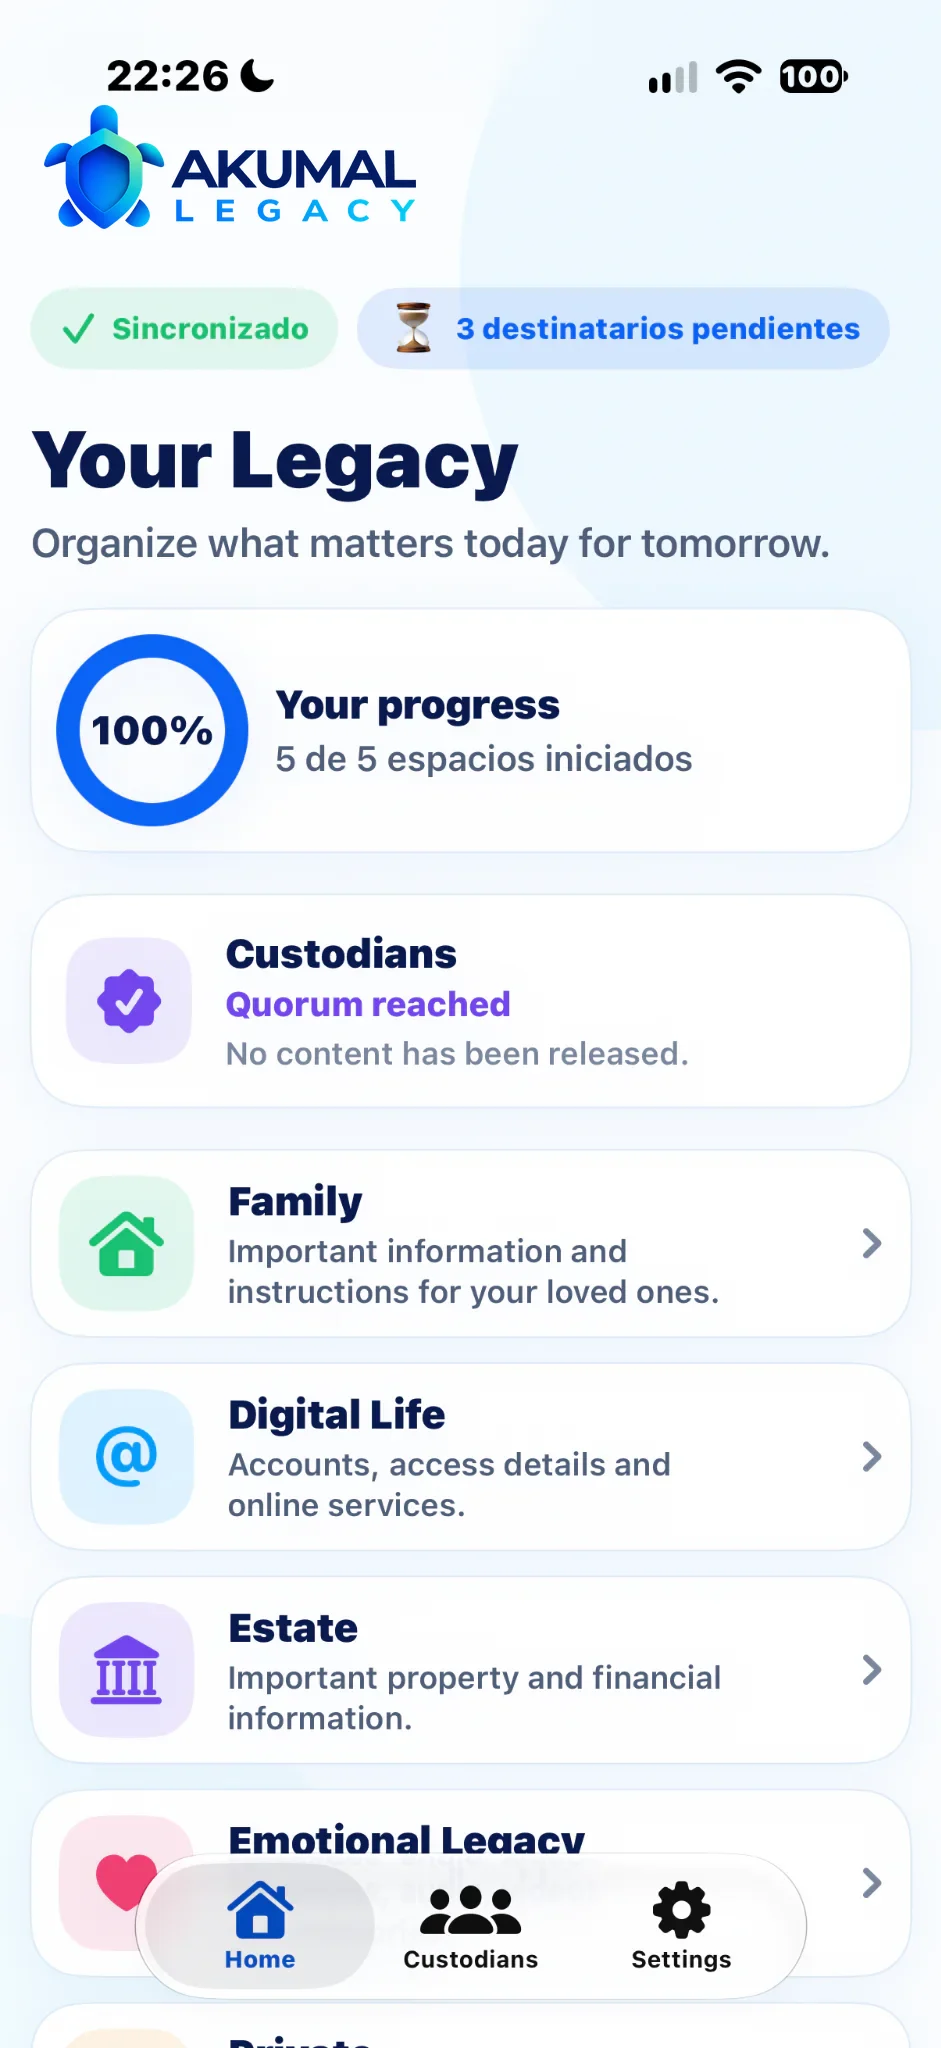 22:26
100
AKUMAL
LEGACY
Sincronizado
3 destinatarios pendientes
Your Legacy
Organize what matters today for tomorrow.
100%
Your progress
5 de 5 espacios iniciados
Custodians
Quorum reached
No content has been released.
Family
Important information and
instructions for your loved ones.
@
Digital Life
Accounts, access details and
online services.
Estate
Important property and financial
information.
Emotional Legacy
Home
Custodians
Settings
Private